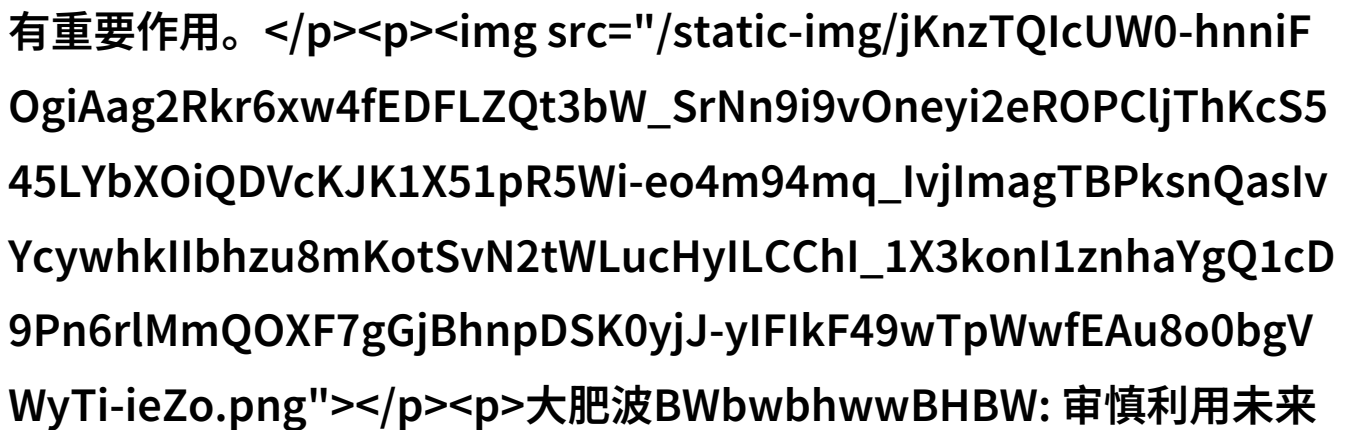 有重要作用。</p><p><img src="/static-img/jKnzTQIcUW0-hnniF
OgiAag2Rkr6xw4fEDFLZQt3bW_SrNn9i9vOneyi2eROPCljThKcS5
45LYbXOiQDVcKJK1X51pR5Wi-eo4m94mq_IvjImagTBPksnQasIv
YcywhkIIbhzu8mKotSvN2tWLucHyILCChI_1X3konI1znhaYgQ1cD
9Pn6rlMmQOXF7gGjBhnpDSK0yjJ-yIFIkF49wTpWwfEAu8o0bgV
WyTi-ieZo.png"></p><p>大肥波BWbwbhwwBHBW: 审慎利用未来